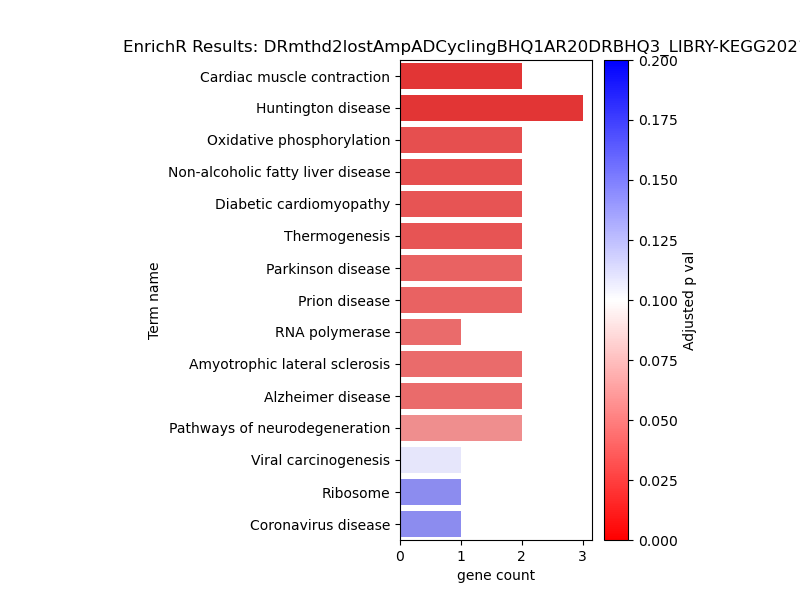 EnrichR Results: DRmthd2lostAmpADCyclingBHQ1AR20DRBHQ3_LIBRY-KEGG202
Cardiac muscle contraction
Huntington disease
Oxidative phosphorylation
Non-alcoholic fatty liver disease
Diabetic cardiomyopathy
Thermogenesis
Parkinson disease
Prion disease
RNA polymerase
Amyotrophic lateral sclerosis
Alzheimer disease
Pathways of neurodegeneration
Viral carcinogenesis
Ribosome
Coronavirus disease
Term name
0 1 2 3
gene count
0.200
0.175
0.150
0.125
0.100
0.075
0.050
0.025
0.000
Adjusted p val